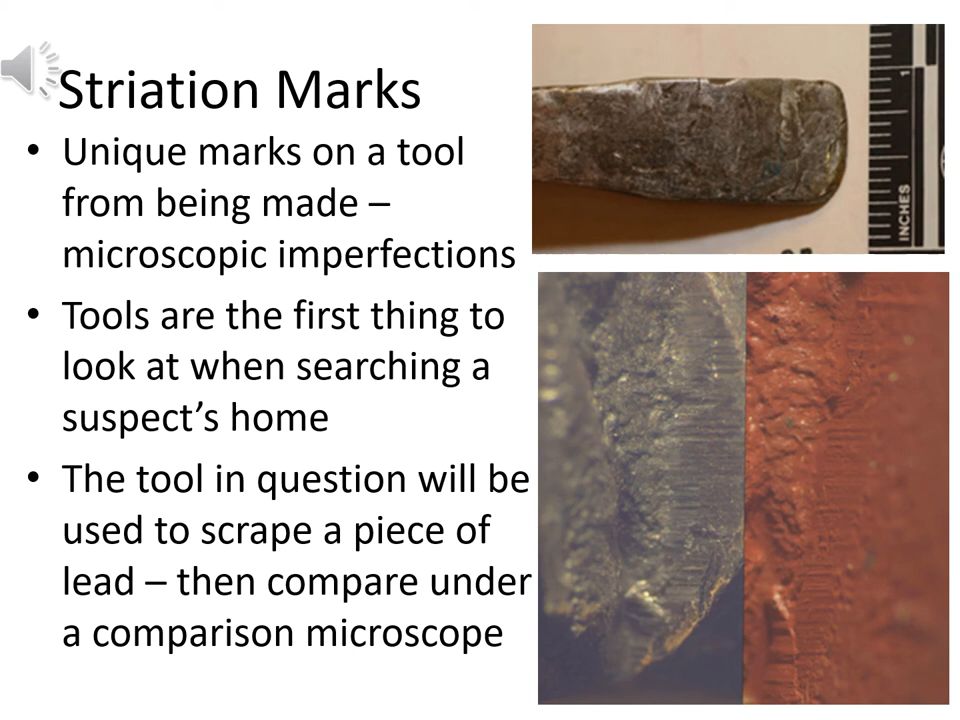 Striation Marks
• Unique marks on a tool
from being made –
microscopic imperfections
• Tools are the first thing to
look at when searching a
suspect’s home
• The tool in question will be
used to scrape a piece of
lead – then compare under
a comparison microscope
1
INCHES